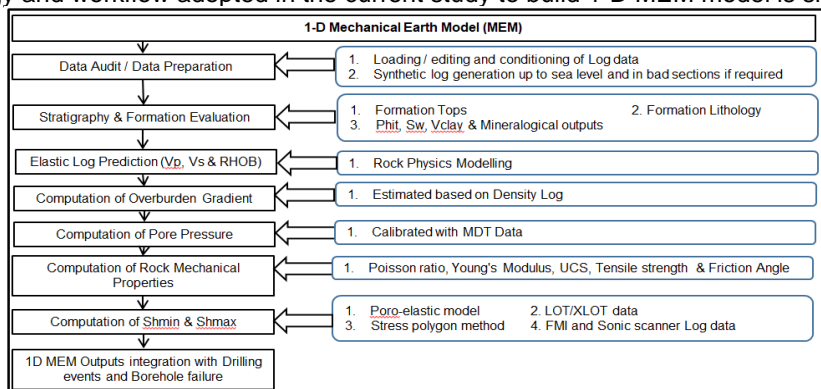 gy and workflow adopted in the current study to build 1-D MEM model is s
1-D Mechanical Earth Model (MEM)
Data Audit / Data Preparation
1. Loading / editing and conditioning of Log data
2. Synthetic log generation up to sea level and in bad sections if required
Stratigraphy & Formation Evaluation
1. Formation Tops 2. Formation Lithology
3. Phit, Sw, Vclay & Mineralogical outputs
Elastic Log Prediction (Vp, Vs & RHOB)
1. Rock Physics Modelling
Computation of Overburden Gradient
1. Estimated based on Density Log
Computation of Pore Pressure
1. Calibrated with MDT Data
Computation of Rock Mechanical
Properties
1. Poisson ratio, Young's Modulus, UCS, Tensile strength & Friction Angle
Computation of Shmin & Shmax
1. Poro-elastic model 2. LOT/XLOT data
3. Stress polygon method 4. FMI and Sonic scanner Log data
1D MEM Outputs integration with Drilling
events and Borehole failure